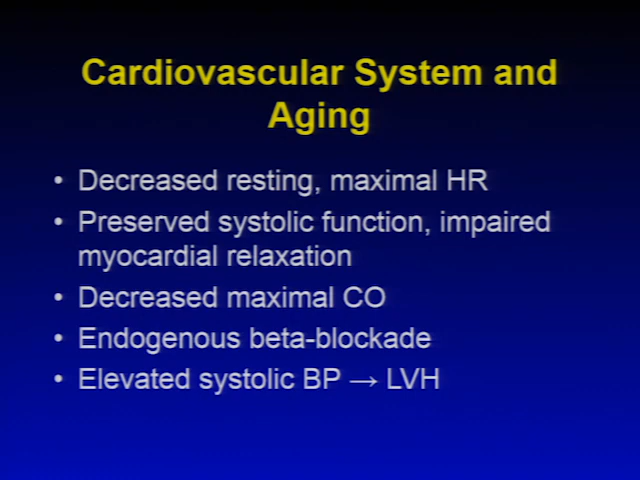 Cardiovascular System and
Aging
• Decreased resting, maximal HR
• Preserved systolic function, impaired
myocardial relaxation
• Decreased maximal CO
• Endogenous beta-blockade
• Elevated systolic BP → LVH